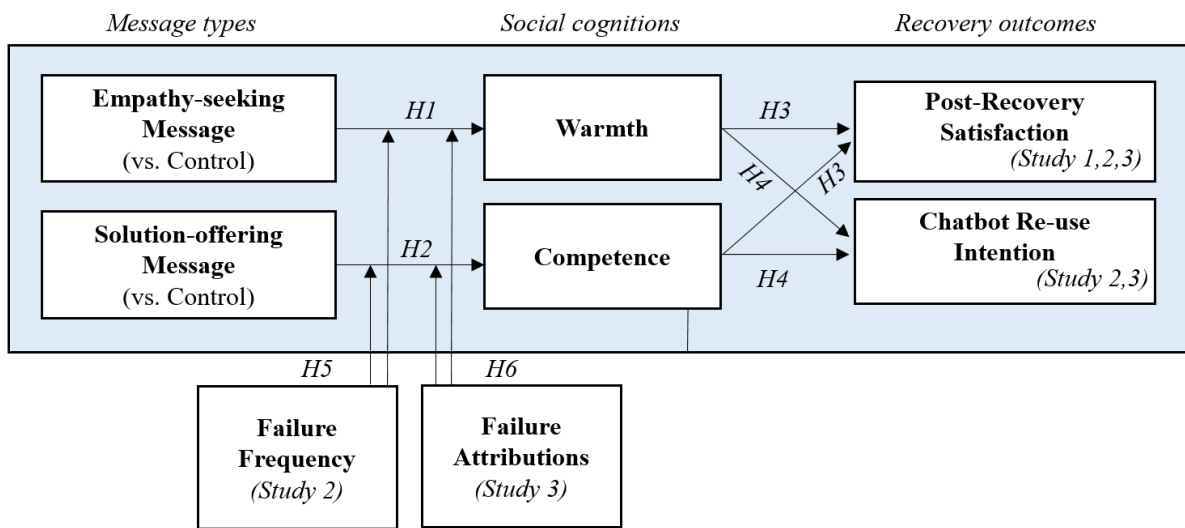 Message types
Social cognitions
Recovery outcomes
Empathy-seeking
Message
(vs. Control)
H1
Warmth
H3
Post-Recovery
Satisfaction
(Study 1,2,3)
H4
H3
Solution-offering
Message
(vs. Control)
H2
Competence
H4
Chatbot Re-use
Intention
(Study 2,3)
H5
H6
Failure
Frequency
(Study 2)
Failure
Attributions
(Study 3)